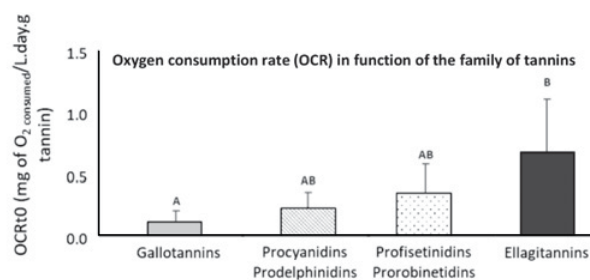 Oxygen consumption rate (OCR) in function of the family of tannins
OCRt0 (mg of O2 consumed/L.day.g
tannin)
1.5
1.0
0.5
0.0
A
AB
AB
B
Gallotannins
Procyanidins
Prodelphinidins
Profisetinidins
Prorobinetidins
Ellagitannins